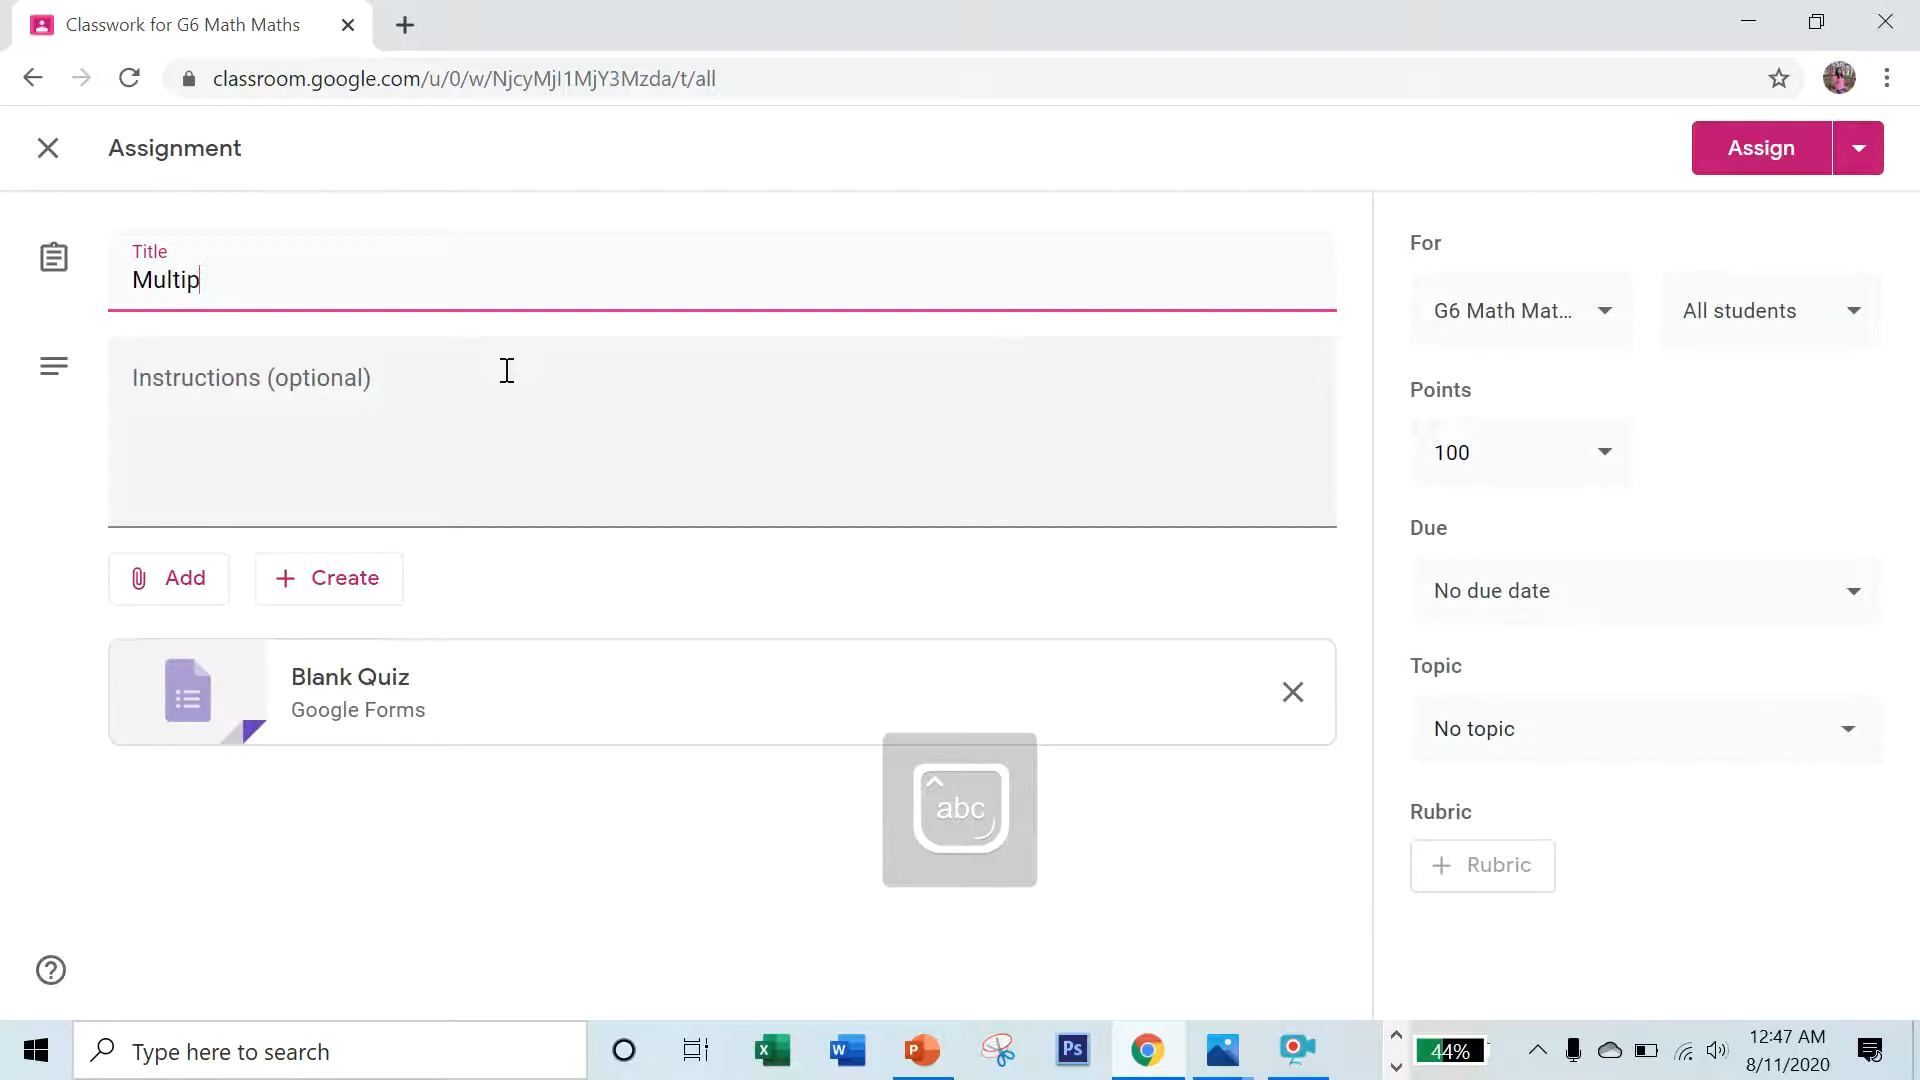 Classwork for G6 Math Maths
classroom.google.com/u/0/w/NjcyMjI1MjY3Mzda/t/all
Assignment
Assign
Title
Multip
Instructions (optional)
Add
Create
Blank Quiz
Google Forms
For
G6 Math Mat...
All students
Points
100
Due
No due date
Topic
No topic
Rubric
Rubric
abc
Type here to search
X
W
P
Ps
44%
12:47 AM
8/11/2020